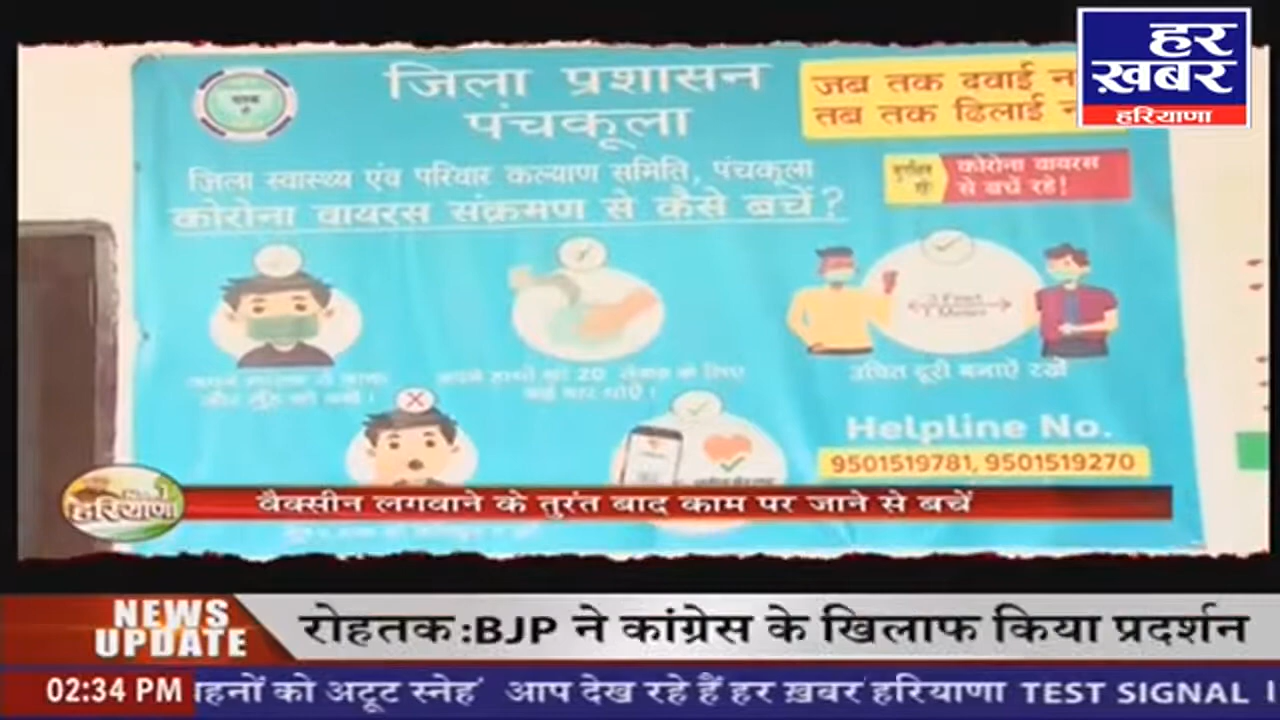 हर
ख़बर
हरियाणा
जिला प्रशासन
पंचकूला
जब तक दवाई
तब तक ढिलाई
जिला स्वास्थ्य एंव परिवार कल्याण समिति, पंचकूला
कोरोना वायरस
से बचें रहे!
कोरोना वायरस संक्रमण से कैसे बचें?
उचित दूरी बनाऐं रखें
Helpline No.
9501519781, 9501519270
हरियाणा
वैक्सीन लगवाने के तुरंत बाद काम पर जाने से बचें
NEWS
UPDATE
रोहतक:BJP ने कांग्रेस के खिलाफ किया प्रदर्शन
02:34 PM
को अटूट स्नेह' आप देख रहे हैं हर ख़बर हरियाणा TEST SIGNAL ।